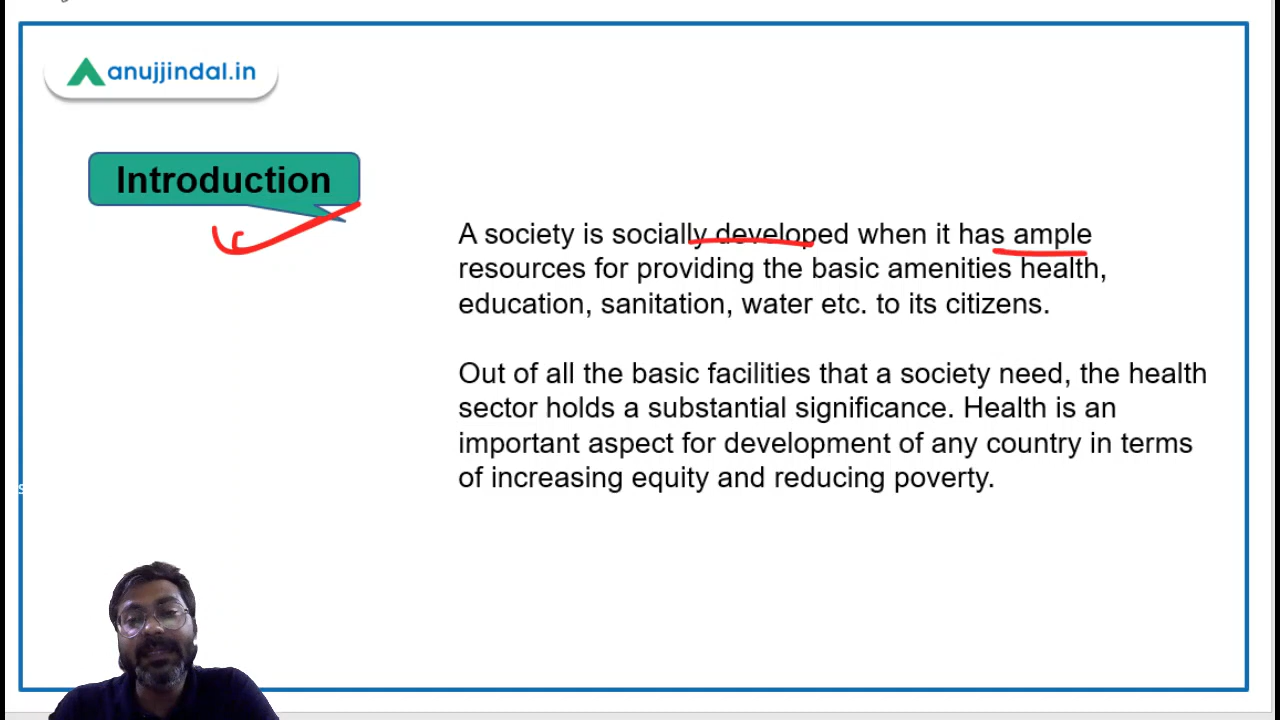 anujjindal.in
Introduction
A society is socially developed when it has ample
resources for providing the basic amenities health,
education, sanitation, water etc. to its citizens.
Out of all the basic facilities that a society need, the health
sector holds a substantial significance. Health is an
important aspect for development of any country in terms
of increasing equity and reducing poverty.